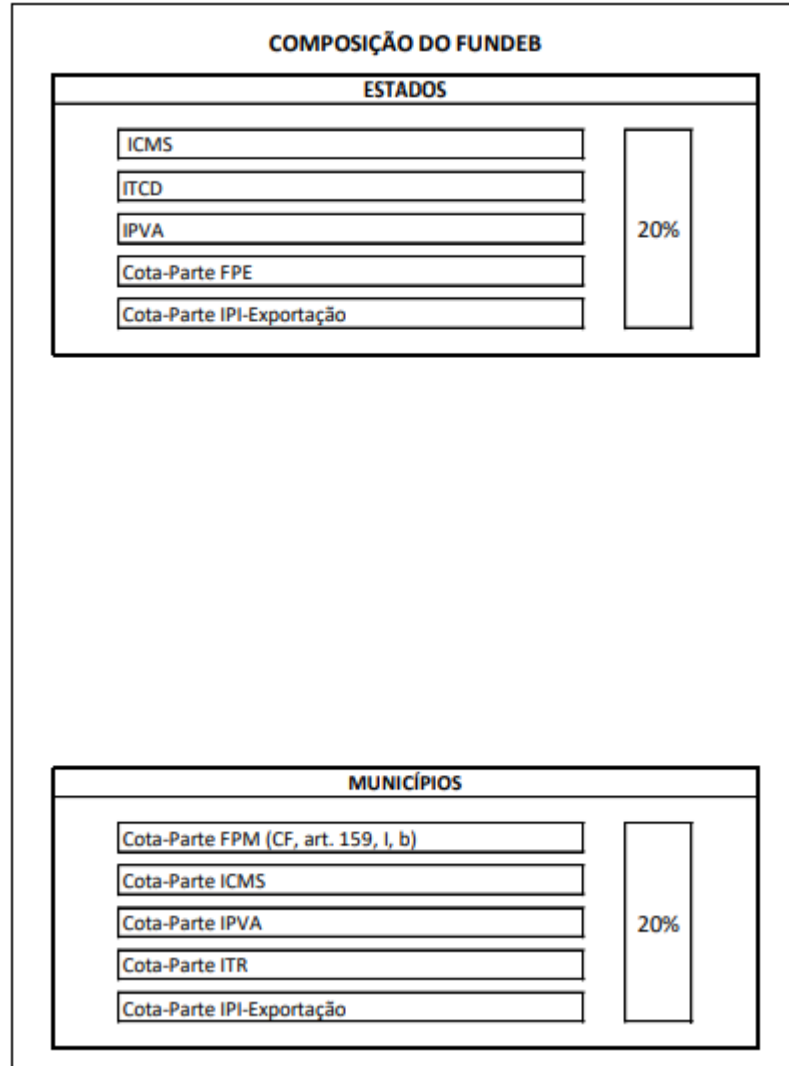 COMPOSIÇÃO DO FUNDEB
ESTADOS
ICMS
ITCD
IPVA
Cota-Parte FPE
Cota-Parte IPI-Exportação
20%
MUNICÍPIOS
Cota-Parte FPM (CF, art. 159, I, b)
Cota-Parte ICMS
Cota-Parte IPVA
Cota-Parte ITR
Cota-Parte IPI-Exportação
20%